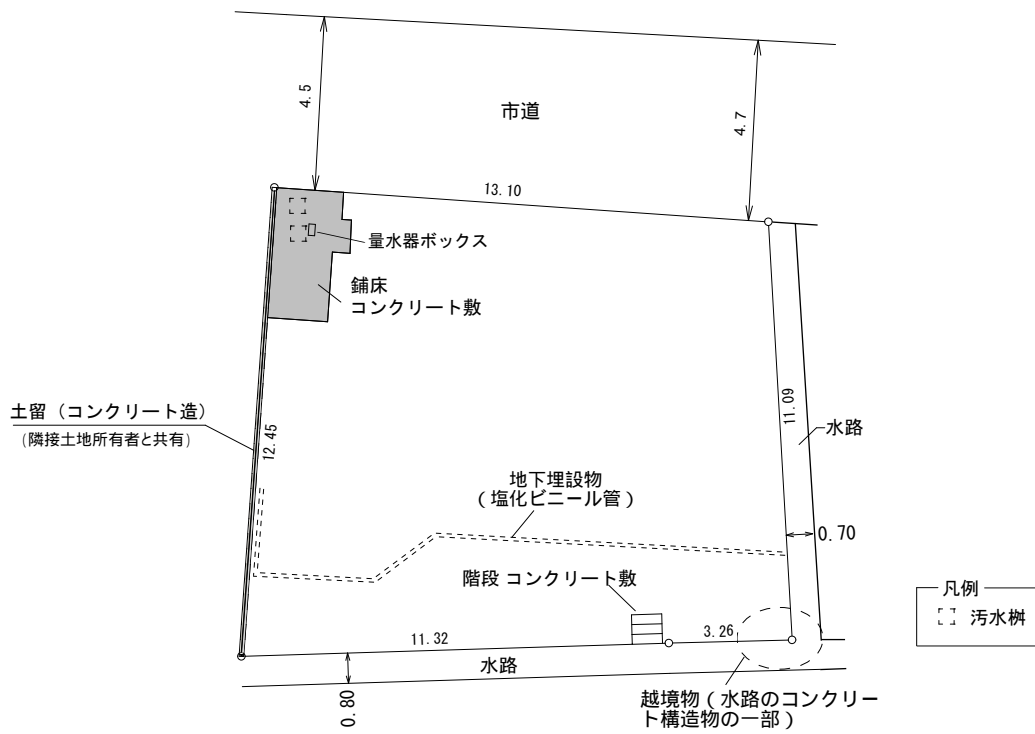 4.5
市道
4.7
13.10
量水器ボックス
鋪床
コンクリート敷
土留（コンクリート造）
（隣接土地所有者と共有）
12.45
11.09
水路
地下埋設物
（塩化ビニール管）
0.70
階段 コンクリート敷
凡例
汚水桝
11.32
3.26
水路
0.80
越境物（水路のコンクリー
ト構造物の一部）